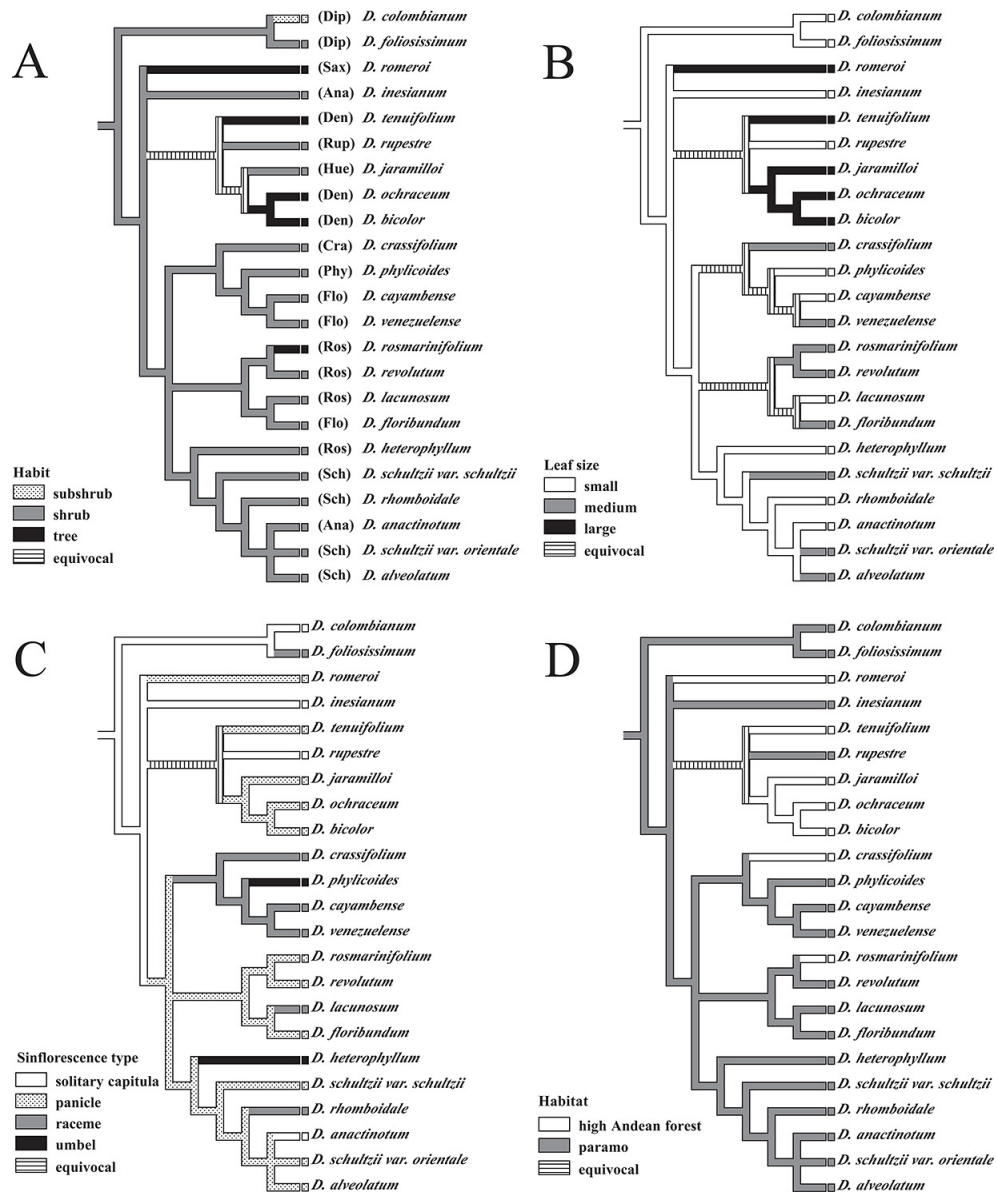 A
(Dip) D. colombianum
(Dip) D. foliosissimum
(Sax) D. romeroi
(Ana) D. inesianum
(Den) D. tenuifolium
(Rup) D. rupestre
(Hue) D. jaramilloi
(Den) D. ochraceum
(Den) D. bicolor
(Cra) D. crassifolium
(Phy) D. phylicoides
(Flo) D. cayambense
(Flo) D. venezuelense
(Ros) D. rosmarinifolium
(Ros) D. revolutum
(Ros) D. lacunosum
(Flo) D. floribundum
(Ros) D. heterophyllum
(Sch) D. schultzii var. schultzii
(Sch) D. rhomboidale
(Ana) D. anactinotum
(Sch) D. schultzii var. orientale
(Sch) D. alveolatum
Habit
subshrub
shrub
tree
equivocal
B
D. colombianum
D. foliosissimum
D. romeroi
D. inesianum
D. tenuifolium
D. rupestre
D. jaramilloi
D. ochraceum
D. bicolor
D. crassifolium
D. phylicoides
D. cayambense
D. venezuelense
D. rosmarinifolium
D. revolutum
D. lacunosum
D. floribundum
D. heterophyllum
D. schultzii var. schultzii
D. rhomboidale
D. anactinotum
D. schultzii var. orientale
D. alveolatum
Leaf size
small
medium
large
equivocal
C
D. colombianum
D. foliosissimum
D. romeroi
D. inesianum
D. tenuifolium
D. rupestre
D. jaramilloi
D. ochraceum
D. bicolor
D. crassifolium
D. phylicoides
D. cayambense
D. venezuelense
D. rosmarinifolium
D. revolutum
D. lacunosum
D. floribundum
D. heterophyllum
D. schultzii var. schultzii
D. rhomboidale
D. anactinotum
D. schultzii var. orientale
D. alveolatum
Sinflorescence type
solitary capitula
panicle
raceme
umbel
equivocal
D
D. colombianum
D. foliosissimum
D. romeroi
D. inesianum
D. tenuifolium
D. rupestre
D. jaramilloi
D. ochraceum
D. bicolor
D. crassifolium
D. phylicoides
D. cayambense
D. venezuelense
D. rosmarinifolium
D. revolutum
D. lacunosum
D. floribundum
D. heterophyllum
D. schultzii var. schultzii
D. rhomboidale
D. anactinotum
D. schultzii var. orientale
D. alveolatum
Habitat
high Andean forest
paramo
equivocal